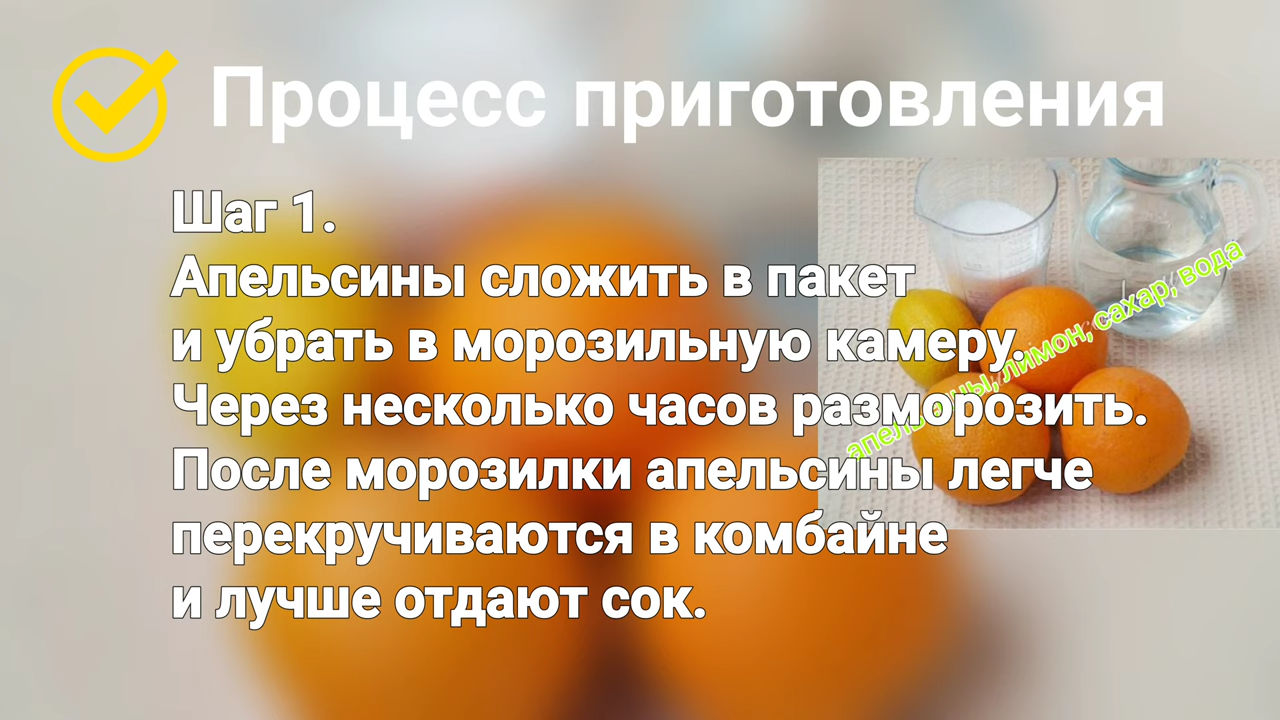 Процесс приготовления
Шаг 1.
Апельсины сложить в пакет
и убрать в морозильную камеру.
Через несколько часов разморозить.
После морозилки апельсины легче
перекручиваются в комбайне
и лучше отдают сок.
апельсины, лимон, сахар, вода